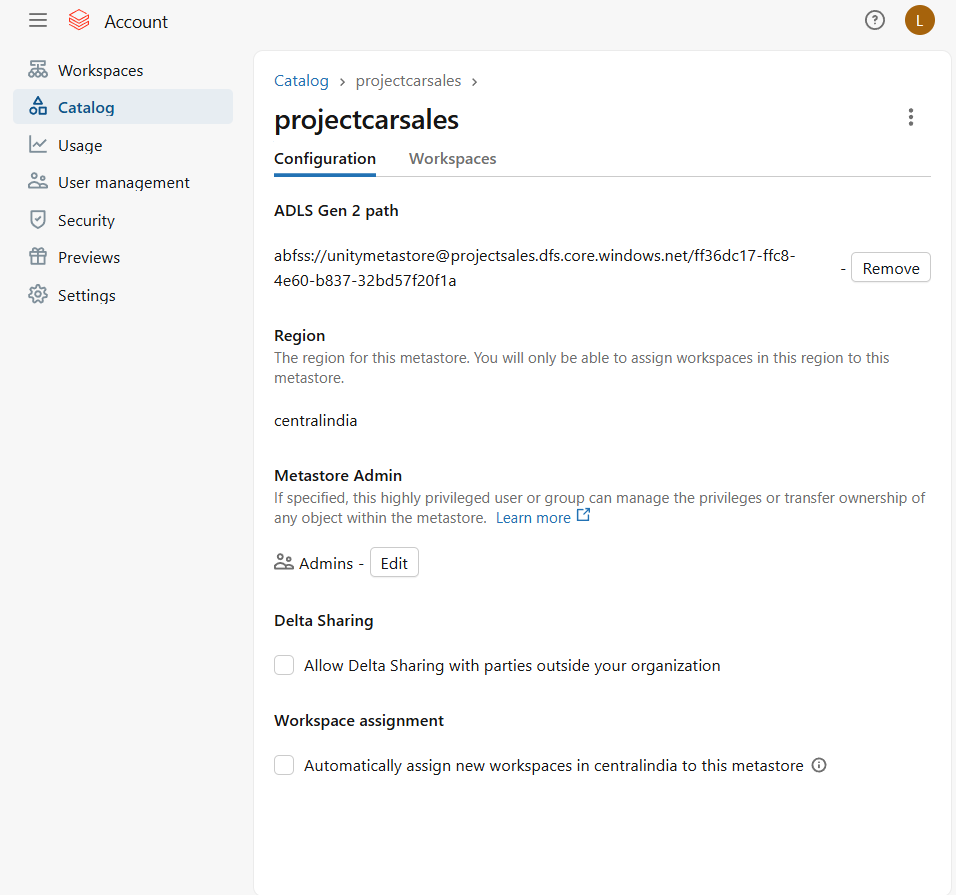 Account
?
L
Workspaces
Catalog
Usage
User management
Security
Previews
Settings
Catalog › projectcarsales ›
projectcarsales
Configuration Workspaces
ADLS Gen 2 path
abfss://unitymetastore@projectsales.dfs.core.windows.net/ff36dc17-ffc8-
4e60-b837-32bd57f20f1a
- Remove
Region
The region for this metastore. You will only be able to assign workspaces in this region to this
metastore.
centralindia
Metastore Admin
If specified, this highly privileged user or group can manage the privileges or transfer ownership of
any object within the metastore. Learn more
Admins - Edit
Delta Sharing
Allow Delta Sharing with parties outside your organization
Workspace assignment
Automatically assign new workspaces in centralindia to this metastore